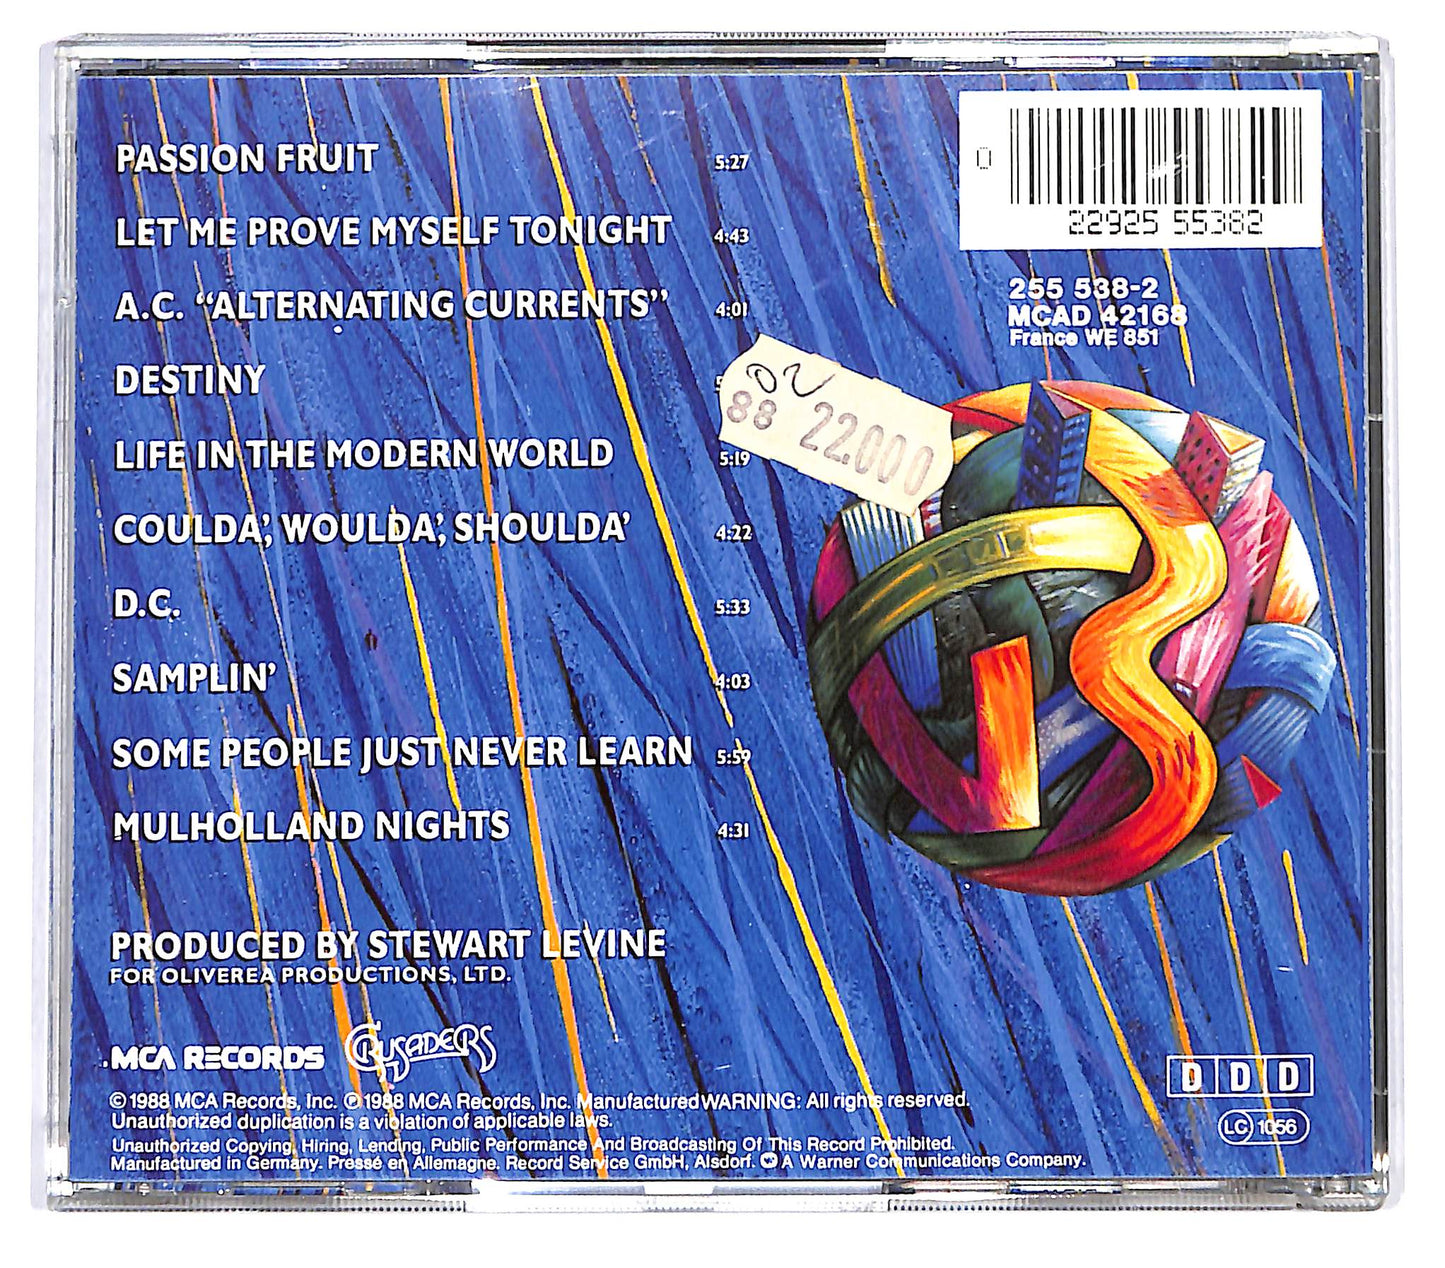 PASSION FRUIT 5:27
LET ME PROVE MYSELF TONIGHT 4:43
A.C. “ALTERNATING CURRENTS” 4:01
DESTINY
LIFE IN THE MODERN WORLD 5:19
COULDA’, WOULDA’, SHOULDA’ 4:22
D.C. 5:33
SAMPLIN’ 4:03
SOME PEOPLE JUST NEVER LEARN 5:59
MULHOLLAND NIGHTS 4:31
PRODUCED BY STEWART LEVINE
FOR OLIVEREA PRODUCTIONS, LTD.
MCA RECORDS CRUSADERS
©1988 MCA Records, Inc. ℗1988 MCA Records, Inc. Manufactured WARNING: All rights reserved.
Unauthorized duplication is a violation of applicable laws.
Unauthorized Copying, Hiring, Lending, Public Performance And Broadcasting Of This Record Prohibited.
Manufactured in Germany. Pressé en Allemagne. Record Service GmbH, Alsdorf. A Warner Communications Company.
0
22925 55382
255 538-2
MCAD 42168
France WE 851
88 22.000
D D D
LC 1056